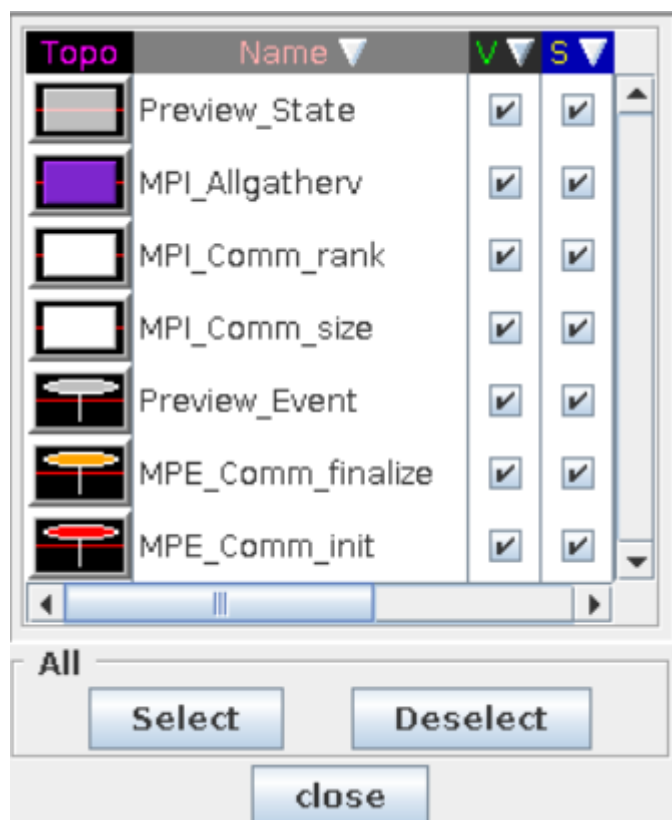 Topo Name V S
Preview_State
MPI_Allgatherv
MPI_Comm_rank
MPI_Comm_size
Preview_Event
MPE_Comm_finalize
MPE_Comm_init
All
Select Deselect
close